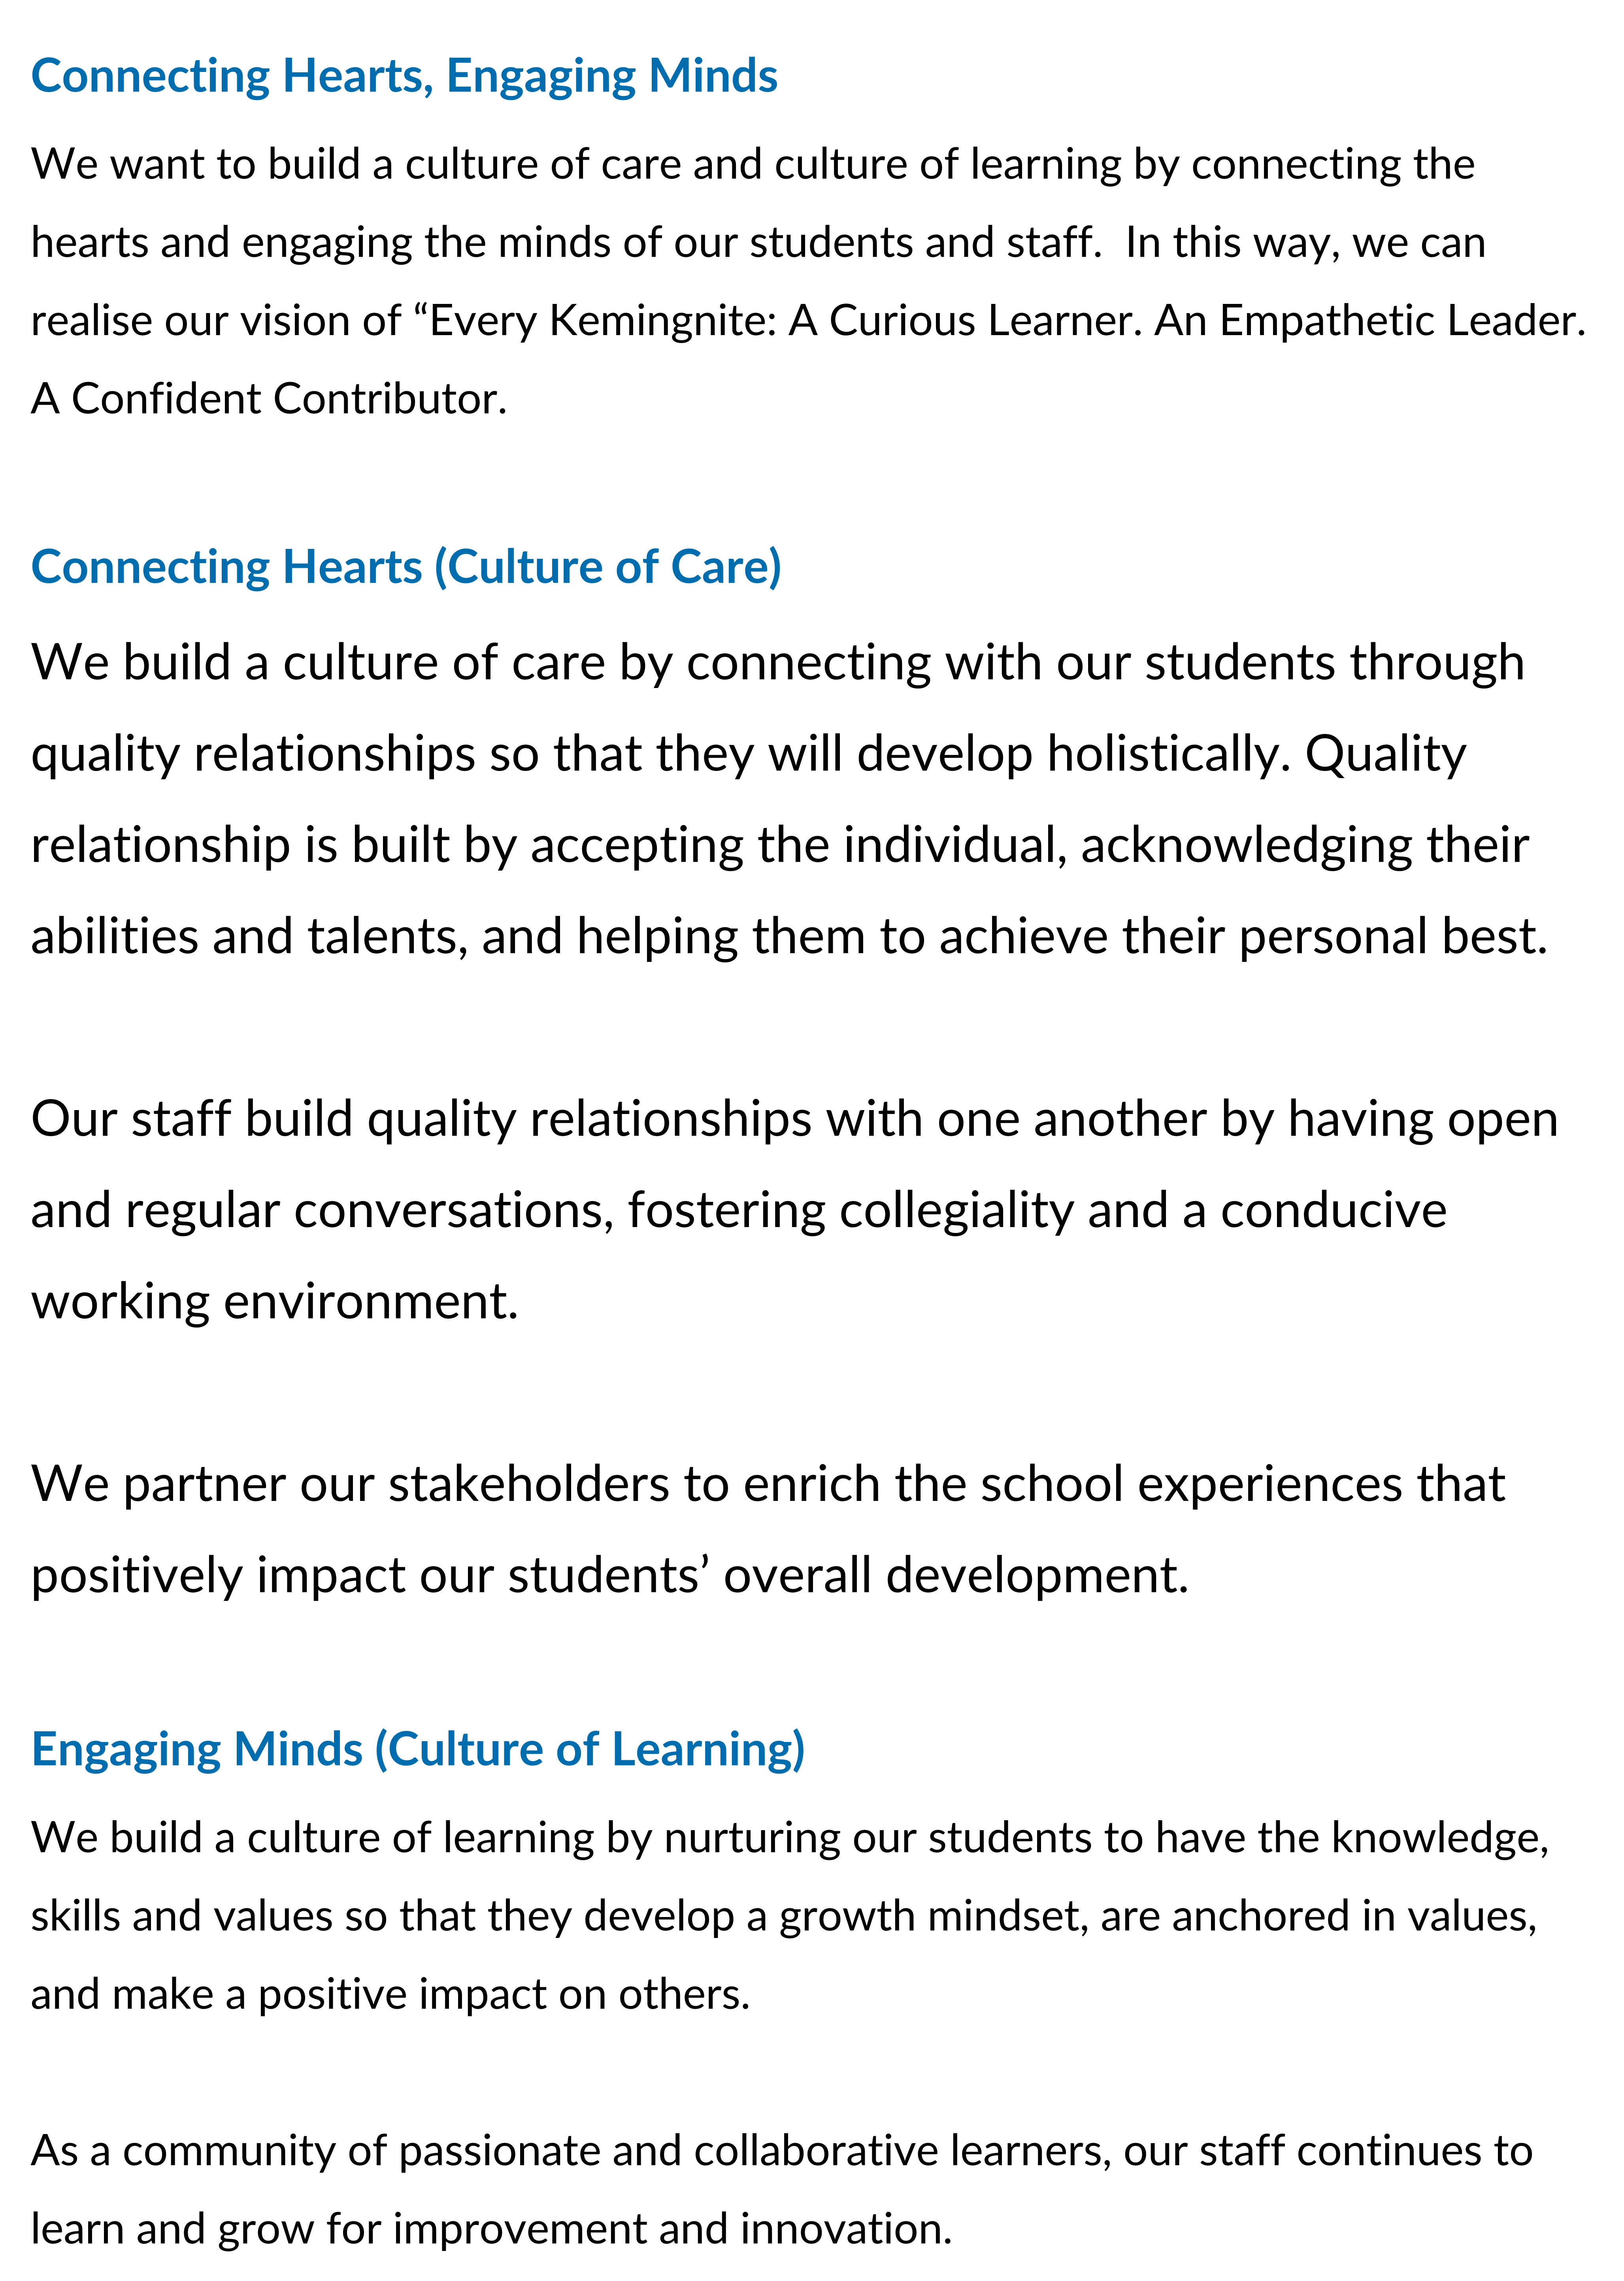 Connecting Hearts, Engaging Minds
We want to build a culture of care and culture of learning by connecting the
hearts and engaging the minds of our students and staff.  In this way, we can
realise our vision of “Every Kemingnite: A Curious Learner. An Empathetic Leader.
A Confident Contributor.
Connecting Hearts (Culture of Care)
We build a culture of care by connecting with our students through
quality relationships so that they will develop holistically. Quality
relationship is built by accepting the individual, acknowledging their
abilities and talents, and helping them to achieve their personal best.
Our staff build quality relationships with one another by having open
and regular conversations, fostering collegiality and a conducive
working environment.
We partner our stakeholders to enrich the school experiences that
positively impact our students’ overall development.
Engaging Minds (Culture of Learning)
We build a culture of learning by nurturing our students to have the knowledge,
skills and values so that they develop a growth mindset, are anchored in values,
and make a positive impact on others.
As a community of passionate and collaborative learners, our staff continues to
learn and grow for improvement and innovation.